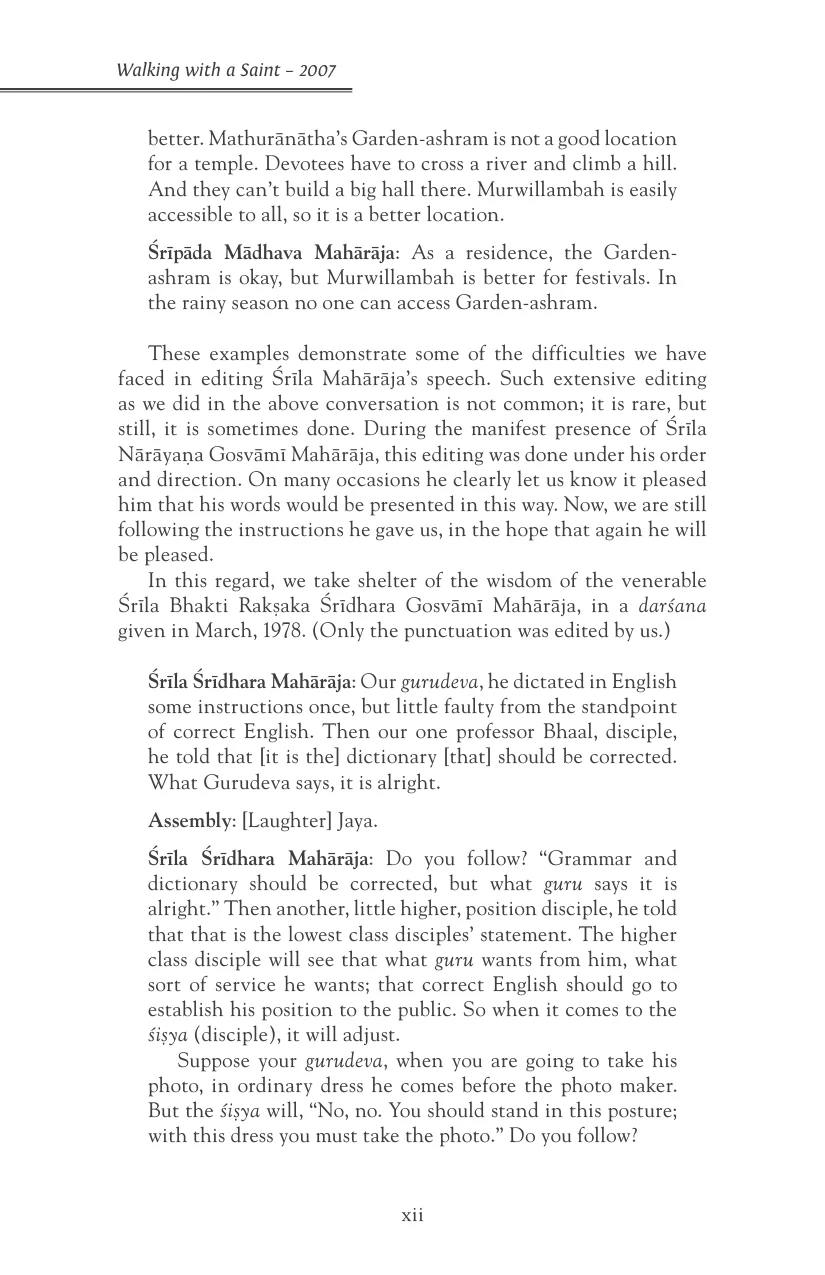 Walking with a Saint – 2007
better. Mathurānātha’s Garden-ashram is not a good location
for a temple. Devotees have to cross a river and climb a hill.
And they can’t build a big hall there. Murwillambah is easily
accessible to all, so it is a better location.
Śrīpāda Mādhava Mahārāja: As a residence, the Garden-
ashram is okay, but Murwillambah is better for festivals. In
the rainy season no one can access Garden-ashram.
These examples demonstrate some of the difficulties we have
faced in editing Śrīla Mahārāja’s speech. Such extensive editing
as we did in the above conversation is not common; it is rare, but
still, it is sometimes done. During the manifest presence of Śrīla
Nārāyaṇa Gosvāmī Mahārāja, this editing was done under his order
and direction. On many occasions he clearly let us know it pleased
him that his words would be presented in this way. Now, we are still
following the instructions he gave us, in the hope that again he will
be pleased.
In this regard, we take shelter of the wisdom of the venerable
Śrīla Bhakti Rakṣaka Śrīdhara Gosvāmī Mahārāja, in a darśana
given in March, 1978. (Only the punctuation was edited by us.)
Śrīla Śrīdhara Mahārāja: Our gurudeva, he dictated in English
some instructions once, but little faulty from the standpoint
of correct English. Then our one professor Bhaal, disciple,
he told that [it is the] dictionary [that] should be corrected.
What Gurudeva says, it is alright.
Assembly: [Laughter] Jaya.
Śrīla Śrīdhara Mahārāja: Do you follow? “Grammar and
dictionary should be corrected, but what guru says it is
alright.” Then another, little higher, position disciple, he told
that that is the lowest class disciples’ statement. The higher
class disciple will see that what guru wants from him, what
sort of service he wants; that correct English should go to
establish his position to the public. So when it comes to the
śiṣya (disciple), it will adjust.
Suppose your gurudeva, when you are going to take his
photo, in ordinary dress he comes before the photo maker.
But the śiṣya will, “No, no. You should stand in this posture;
with this dress you must take the photo.” Do you follow?
xii